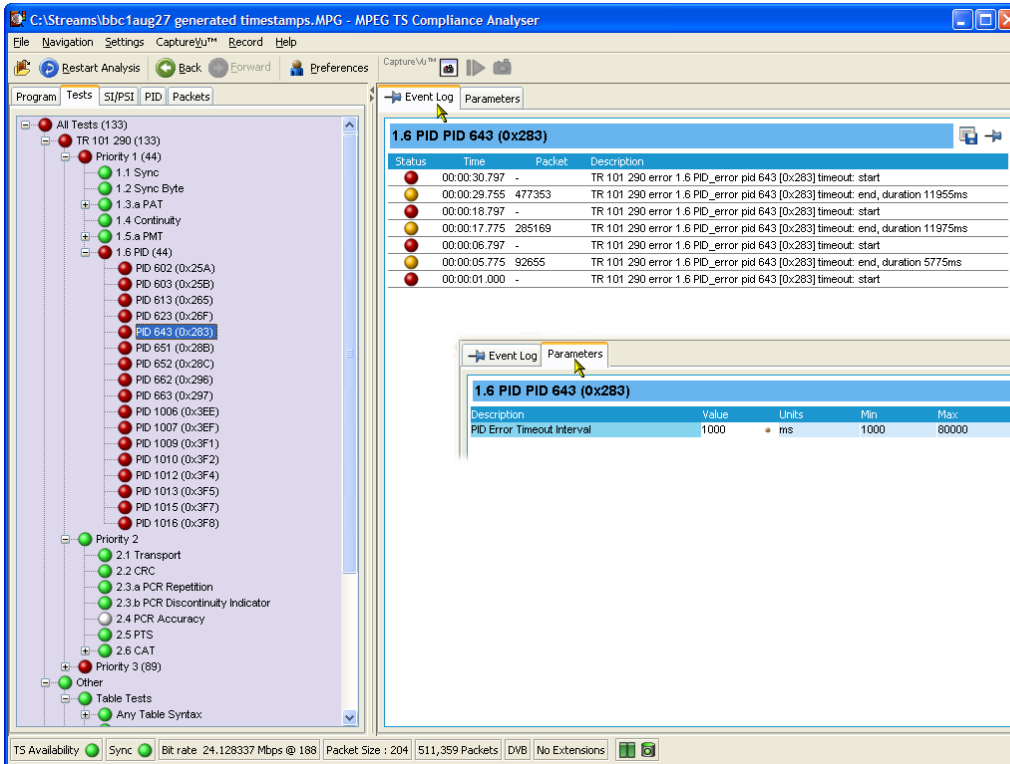 C:\Streams\bbc1aug27 generated timestamps.MPG - MPEG TS Compliance Analyser
File Navigation Settings CaptureVu™ Record Help
Restart Analysis Back Forward Preferences CaptureVu™
Program Tests SI/PSI PID Packets
All Tests (133)
TR 101 290 (133)
Priority 1 (44)
1.1 Sync
1.2 Sync Byte
1.3.a PAT
1.4 Continuity
1.5.a PMT
1.6 PID (44)
PID 602 (0x25A)
PID 603 (0x25B)
PID 613 (0x265)
PID 623 (0x26F)
PID 643 (0x283)
PID 651 (0x28B)
PID 652 (0x28C)
PID 662 (0x296)
PID 663 (0x297)
PID 1006 (0x3EE)
PID 1007 (0x3EF)
PID 1009 (0x3F1)
PID 1010 (0x3F2)
PID 1012 (0x3F4)
PID 1013 (0x3F5)
PID 1015 (0x3F7)
PID 1016 (0x3F8)
Priority 2
2.1 Transport
2.2 CRC
2.3.a PCR Repetition
2.3.b PCR Discontinuity Indicator
2.4 PCR Accuracy
2.5 PTS
2.6 CAT
Priority 3 (89)
Other
Table Tests
Any Table Syntax
Event Log Parameters
1.6 PID PID 643 (0x283)
Status Time Packet Description
00:00:30.797 - TR 101 290 error 1.6 PID_error pid 643 [0x283] timeout: start
00:00:29.755 477353 TR 101 290 error 1.6 PID_error pid 643 [0x283] timeout: end, duration 11955ms
00:00:18.797 - TR 101 290 error 1.6 PID_error pid 643 [0x283] timeout: start
00:00:17.775 285169 TR 101 290 error 1.6 PID_error pid 643 [0x283] timeout: end, duration 11975ms
00:00:06.797 - TR 101 290 error 1.6 PID_error pid 643 [0x283] timeout: start
00:00:05.775 92655 TR 101 290 error 1.6 PID_error pid 643 [0x283] timeout: end, duration 5775ms
00:00:01.000 - TR 101 290 error 1.6 PID_error pid 643 [0x283] timeout: start
Event Log Parameters
1.6 PID PID 643 (0x283)
Description Value Units Min Max
PID Error Timeout Interval 1000 ms 1000 80000
TS Availability Sync Bit rate 24.128337 Mbps @ 188 Packet Size : 204 511,359 Packets DVB No Extensions